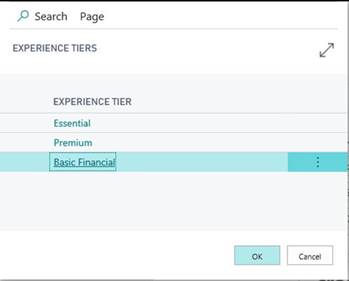 Search Page
EXPERIENCE TIERS
EXPERIENCE TIER
Essential
Premium
Basic Financial
OK Cancel